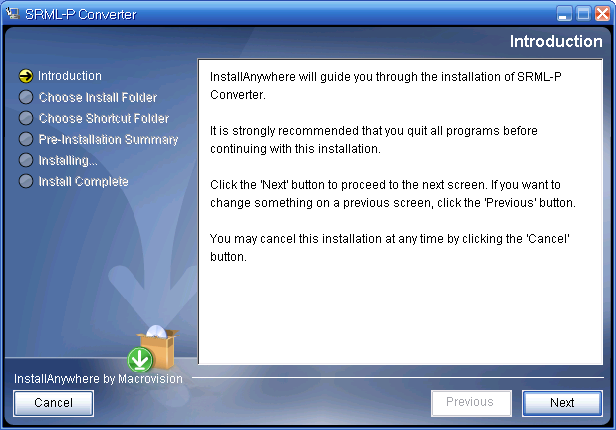 SRML-P Converter
Introduction
Introduction
Choose Install Folder
Choose Shortcut Folder
Pre-Installation Summary
Installing...
Install Complete
InstallAnywhere will guide you through the installation of SRML-P
Converter.
It is strongly recommended that you quit all programs before
continuing with this installation.
Click the 'Next' button to proceed to the next screen. If you want to
change something on a previous screen, click the 'Previous' button.
You may cancel this installation at any time by clicking the 'Cancel'
button.
InstallAnywhere by Macrovision
Cancel
Previous
Next